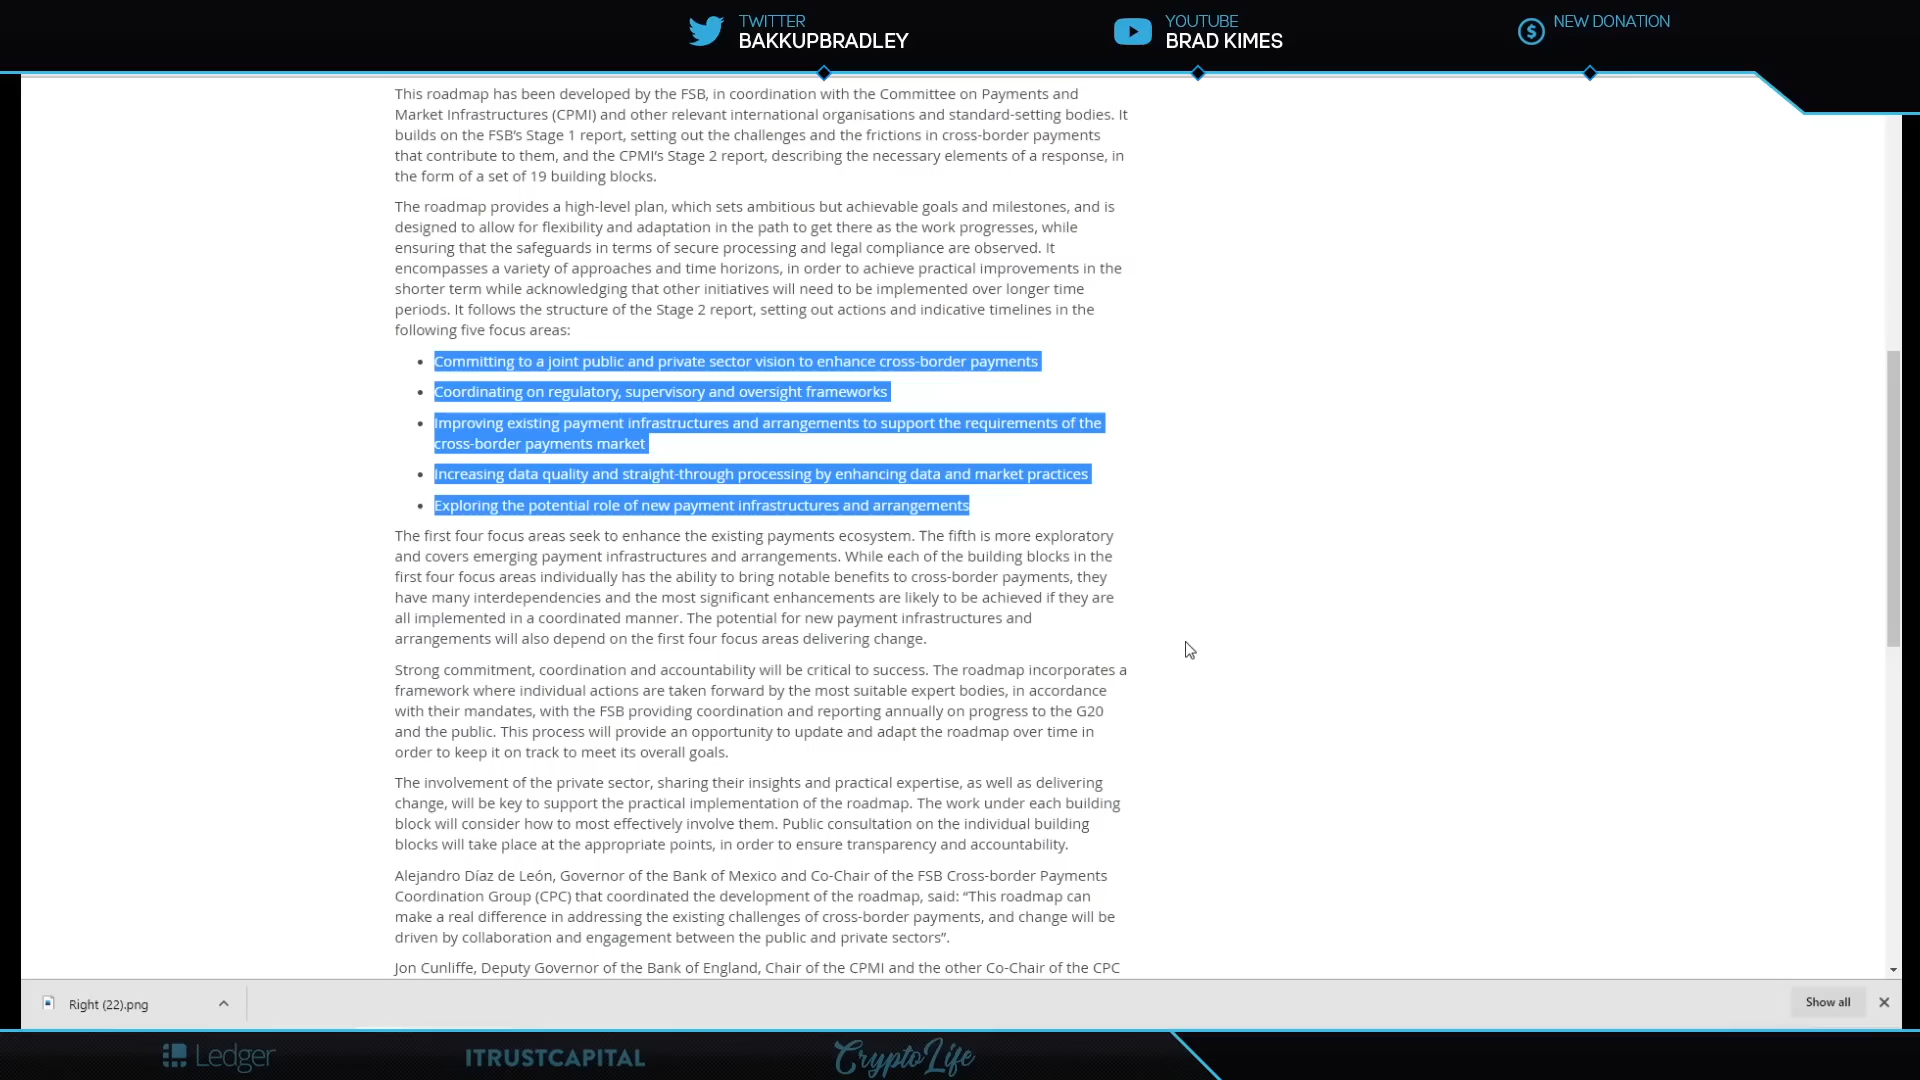 TWITTER
BAKKUPBRADLEY
YOUTUBE
BRAD KIMES
NEW DONATION
This roadmap has been developed by the FSB, in coordination with the Committee on Payments and
Market Infrastructures (CPMI) and other relevant international organisations and standard-setting bodies. It
builds on the FSB's Stage 1 report, setting out the challenges and the frictions in cross-border payments
that contribute to them, and the CPMI's Stage 2 report, describing the necessary elements of a response, in
the form of a set of 19 building blocks.
The roadmap provides a high-level plan, which sets ambitious but achievable goals and milestones, and is
designed to allow for flexibility and adaptation in the path to get there as the work progresses, while
ensuring that the safeguards in terms of secure processing and legal compliance are observed. It
encompasses a variety of approaches and time horizons, in order to achieve practical improvements in the
shorter term while acknowledging that other initiatives will need to be implemented over longer time
periods. It follows the structure of the Stage 2 report, setting out actions and indicative timelines in the
following five focus areas:
• Committing to a joint public and private sector vision to enhance cross-border payments
• Coordinating on regulatory, supervisory and oversight frameworks
• Improving existing payment infrastructures and arrangements to support the requirements of the
cross-border payments market
• Increasing data quality and straight-through processing by enhancing data and market practices
• Exploring the potential role of new payment infrastructures and arrangements
The first four focus areas seek to enhance the existing payments ecosystem. The fifth is more exploratory
and covers emerging payment infrastructures and arrangements. While each of the building blocks in the
first four focus areas individually has the ability to bring notable benefits to cross-border payments, they
have many interdependencies and the most significant enhancements are likely to be achieved if they are
all implemented in a coordinated manner. The potential for new payment infrastructures and
arrangements will also depend on the first four focus areas delivering change.
Strong commitment, coordination and accountability will be critical to success. The roadmap incorporates a
framework where individual actions are taken forward by the most suitable expert bodies, in accordance
with their mandates, with the FSB providing coordination and reporting annually on progress to the G20
and the public. This process will provide an opportunity to update and adapt the roadmap over time in
order to keep it on track to meet its overall goals.
The involvement of the private sector, sharing their insights and practical expertise, as well as delivering
change, will be key to support the practical implementation of the roadmap. The work under each building
block will consider how to most effectively involve them. Public consultation on the individual building
blocks will take place at the appropriate points, in order to ensure transparency and accountability.
Alejandro Díaz de León, Governor of the Bank of Mexico and Co-Chair of the FSB Cross-border Payments
Coordination Group (CPC) that coordinated the development of the roadmap, said: “This roadmap can
make a real difference in addressing the existing challenges of cross-border payments, and change will be
driven by collaboration and engagement between the public and private sectors”.
Jon Cunliffe, Deputy Governor of the Bank of England, Chair of the CPMI and the other Co-Chair of the CPC
Right (22).png
Show all
Ledger
ITRUSTCAPITAL
CryptoLife